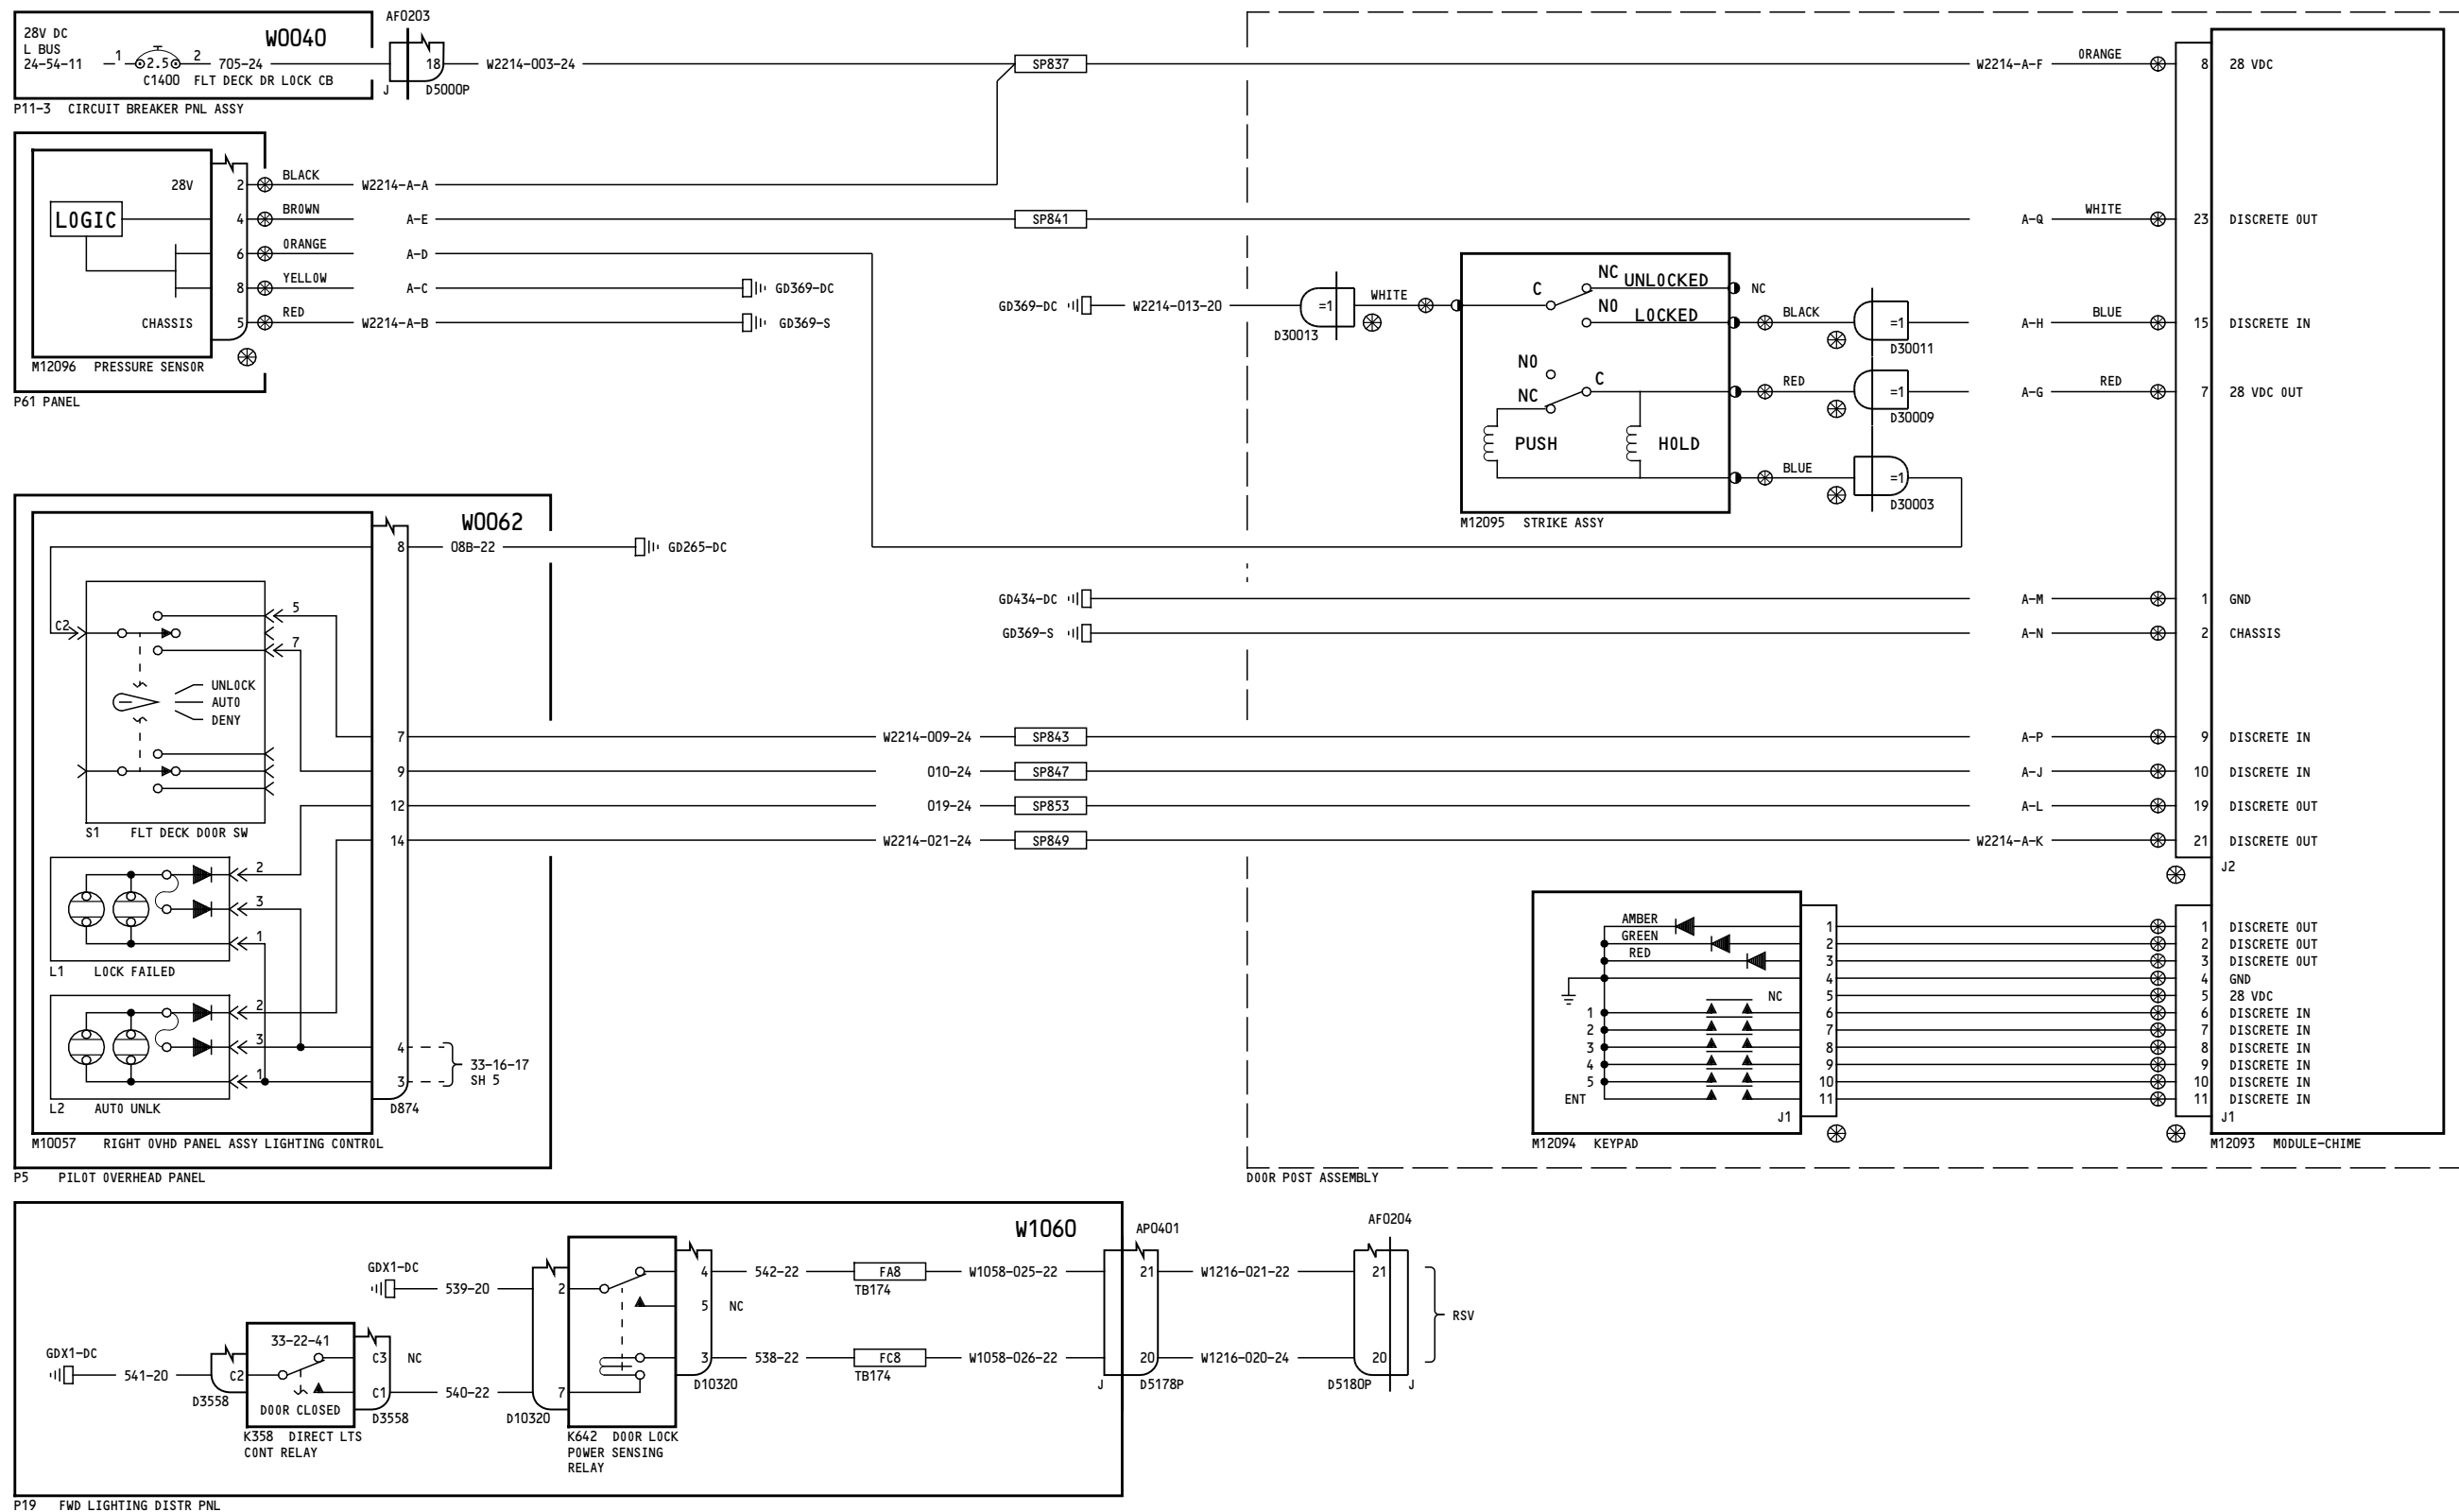 28V DC
L BUS
24-54-11
1
2.5
2
705-24
C1400 FLT DECK DR LOCK CB
W0040
P11-3 CIRCUIT BREAKER PNL ASSY
AF0203
18
J
D5000P
W2214-003-24
SP837
W2214-A-F
ORANGE
8
28 VDC
28V
2
BLACK
W2214-A-A
LOGIC
4
BROWN
A-E
SP841
A-Q
WHITE
23
DISCRETE OUT
6
ORANGE
A-D
8
YELLOW
A-C
GD369-DC
CHASSIS
5
RED
W2214-A-B
GD369-S
M12096 PRESSURE SENSOR
P61 PANEL
GD369-DC
W2214-013-20
=1
D30013
WHITE
C
NC
UNLOCKED
NC
NO
LOCKED
BLACK
=1
D30011
A-H
BLUE
15
DISCRETE IN
NO
NC
C
RED
=1
D30009
A-G
RED
7
28 VDC OUT
PUSH
HOLD
BLUE
=1
D30003
M12095 STRIKE ASSY
W0062
8
08B-22
GD265-DC
C2
5
7
UNLOCK
AUTO
DENY
S1 FLT DECK DOOR SW
GD434-DC
A-M
1
GND
GD369-S
A-N
2
CHASSIS
7
W2214-009-24
SP843
A-P
9
DISCRETE IN
9
010-24
SP847
A-J
10
DISCRETE IN
12
019-24
SP853
A-L
19
DISCRETE OUT
14
W2214-021-24
SP849
W2214-A-K
21
DISCRETE OUT
J2
2
3
1
L1 LOCK FAILED
2
3
1
L2 AUTO UNLK
4
3
33-16-17
SH 5
D874
M10057 RIGHT OVHD PANEL ASSY LIGHTING CONTROL
P5 PILOT OVERHEAD PANEL
AMBER
1
1
DISCRETE OUT
GREEN
2
2
DISCRETE OUT
RED
3
3
DISCRETE OUT
4
4
GND
NC
5
5
28 VDC
1
6
6
DISCRETE IN
2
7
7
DISCRETE IN
3
8
8
DISCRETE IN
4
9
9
DISCRETE IN
5
10
10
DISCRETE IN
ENT
11
11
DISCRETE IN
J1
J1
M12094 KEYPAD
M12093 MODULE-CHIME
DOOR POST ASSEMBLY
W1060
GDX1-DC
539-20
2
4
542-22
FA8
TB174
W1058-025-22
AP0401
21
W1216-021-22
AF0204
21
5
NC
RSV
3
538-22
FC8
TB174
W1058-026-22
20
W1216-020-24
20
7
D10320
D10320
J
D5178P
D5180P
J
GDX1-DC
541-20
C2
D3558
33-22-41
DOOR CLOSED
C3
NC
C1
D3558
540-22
K358 DIRECT LTS
CONT RELAY
K642 DOOR LOCK
POWER SENSING
RELAY
P19 FWD LIGHTING DISTR PNL